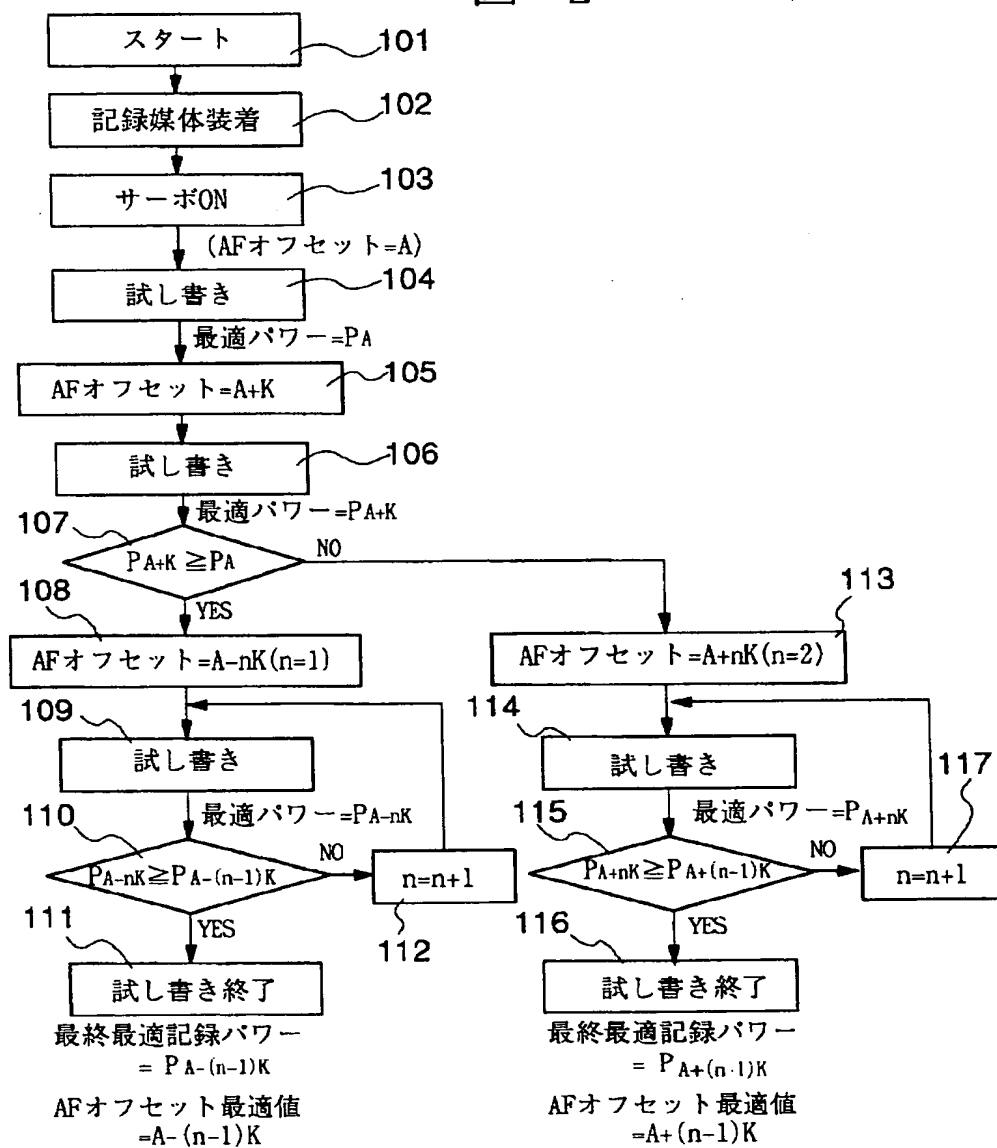 図
スタート
101
記録媒体装着
102
サーボON
103
(AFオフセット=A)
試し書き
104
最適パワー=PA
AFオフセット=A+K
105
試し書き
106
最適パワー=PA+K
107
PA+K ≧PA
NO
YES
108
AFオフセット=A-nK(n=1)
109
試し書き
最適パワー=PA-nK
110
PA-nK≧PA-(n-1)K
NO
n=n+1
112
YES
111
試し書き終了
最終最適記録パワー
= PA-(n-1)K
AFオフセット最適値
=A-(n-1)K
113
AFオフセット=A+nK(n=2)
114
試し書き
最適パワー=PA+nK
115
PA+nK≧PA+(n-1)K
NO
117
n=n+1
YES
116
試し書き終了
最終最適記録パワー
= PA+(n-1)K
AFオフセット最適値
=A+(n-1)K